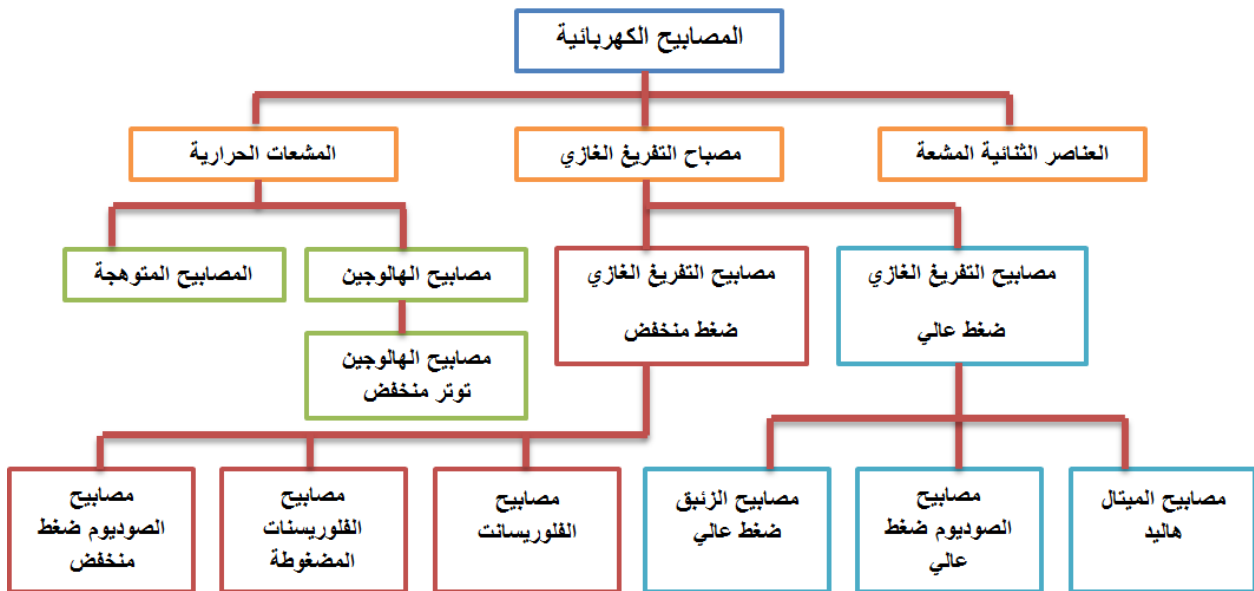 المصابيح الكهربائية
العناصر الثنائية المشعة
مصباح التفريغ الغازي
المشعات الحرارية
مصابيح التفريغ الغازي
ضغط عالي
مصابيح التفريغ الغازي
ضغط منخفض
مصابيح الهالوجين
المصابيح المتوهجة
مصابيح الهالوجين
توتر منخفض
مصابيح الميتال
هاليد
مصابيح
الصوديوم ضغط
عالي
مصابيح الزئبق
ضغط عالي
مصابيح
الفلوريسانت
مصابيح
الفلوريسنات
المضغوطة
مصابيح
الصوديوم ضغط
منخفض